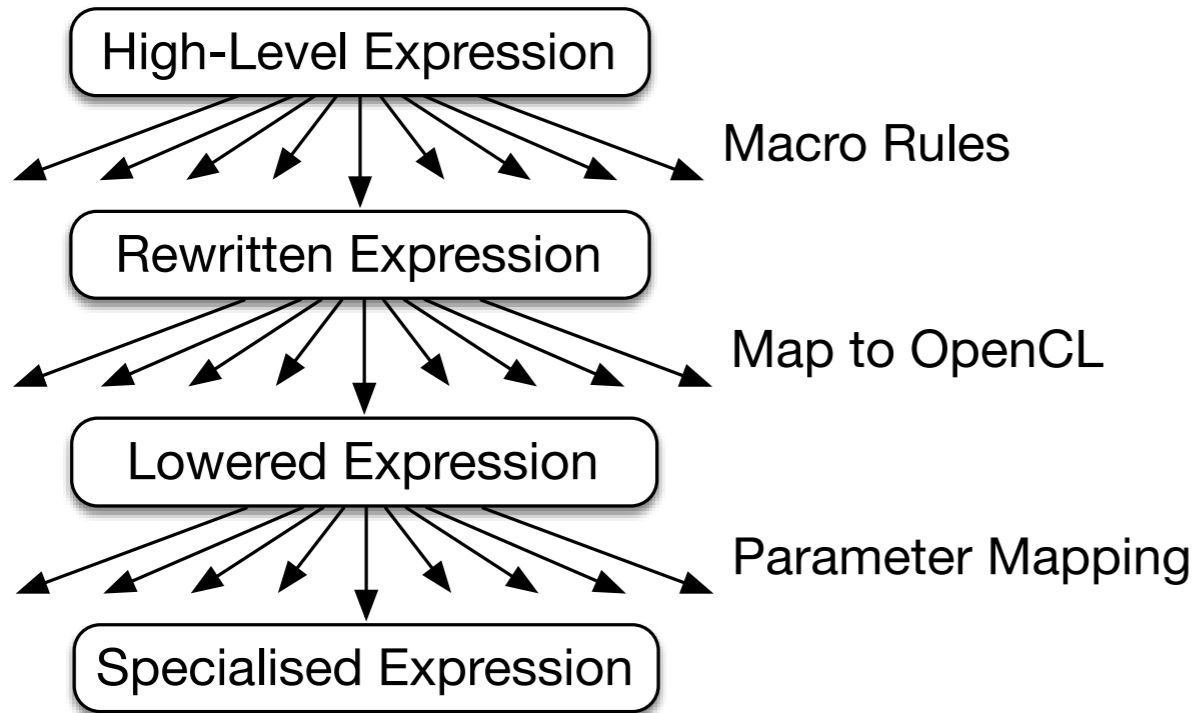 High-Level Expression
Macro Rules
Rewritten Expression
Map to OpenCL
Lowered Expression
Parameter Mapping
Specialised Expression